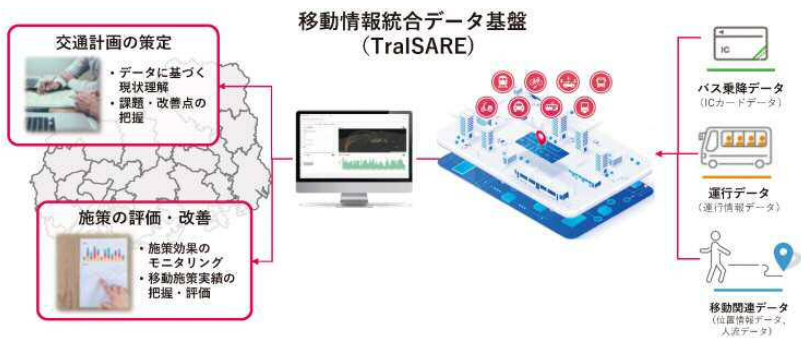 移動情報統合データ基盤
(TraISARE)
交通計画の策定
・データに基づく
現状理解
・課題・改善点の
把握
施策の評価・改善
・施策効果の
モニタリング
・移動施策実績の
把握・評価
IC
バス乗降データ
(ICカードデータ)
運行データ
(運行情報データ)
移動関連データ
(位置情報データ、
人流データ)